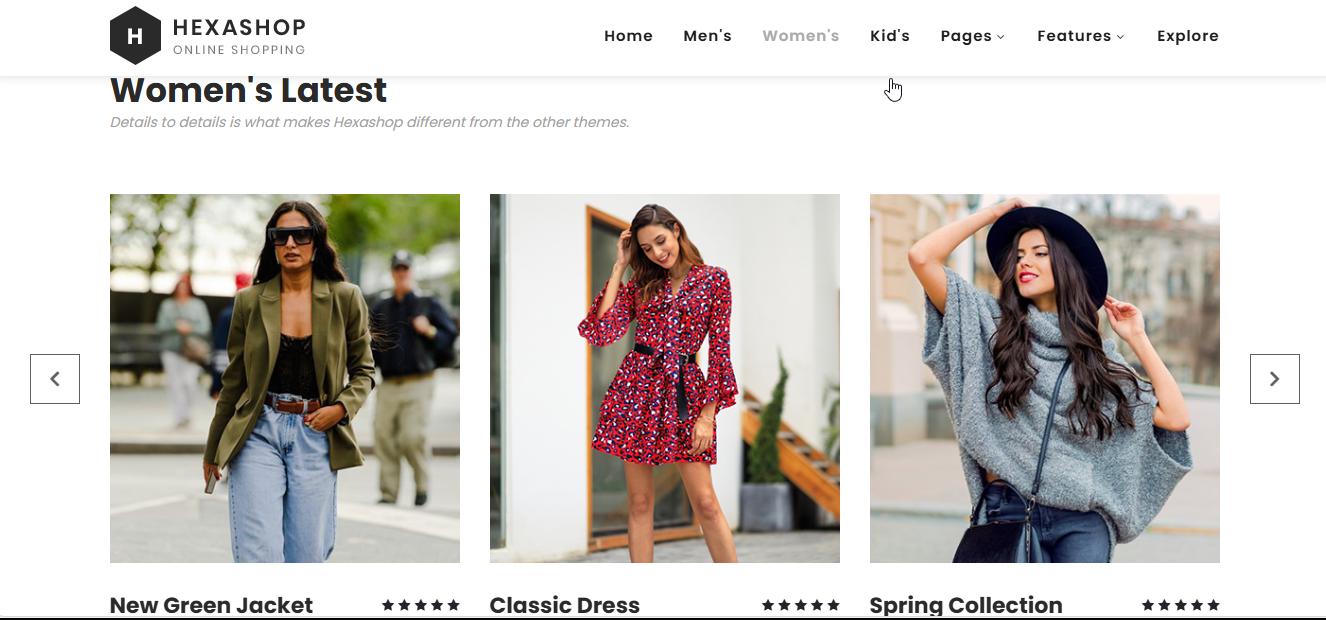 H
HEXASHOP
ONLINE SHOPPING
Home Men's Women's Kid's Pages Features Explore
Women's Latest
Details to details is what makes Hexashop different from the other themes.
New Green Jacket
Classic Dress
Spring Collection